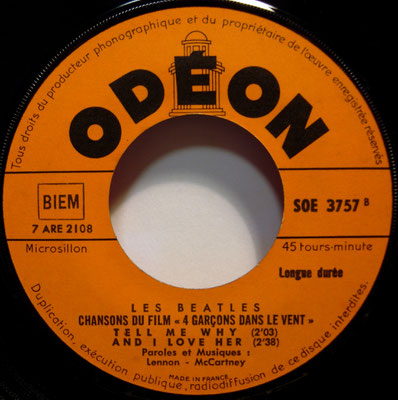 Tous droits du producteur phonographique et du propriétaire de l'œuvre enregistrée réservés
ODÉON
BIEM
SOE 3757 B
7 ARE 2108
Microsillon
45 tours-minute
Longue durée
LES BEATLES
CHANSONS DU FILM « 4 GARÇONS DANS LE VENT »
TELL ME WHY (2'03)
AND I LOVE HER (2'38)
Paroles et Musiques :
Lennon - McCartney
MADE IN FRANCE
Duplication, exécution publique, radiodiffusion de ce disque interdites.